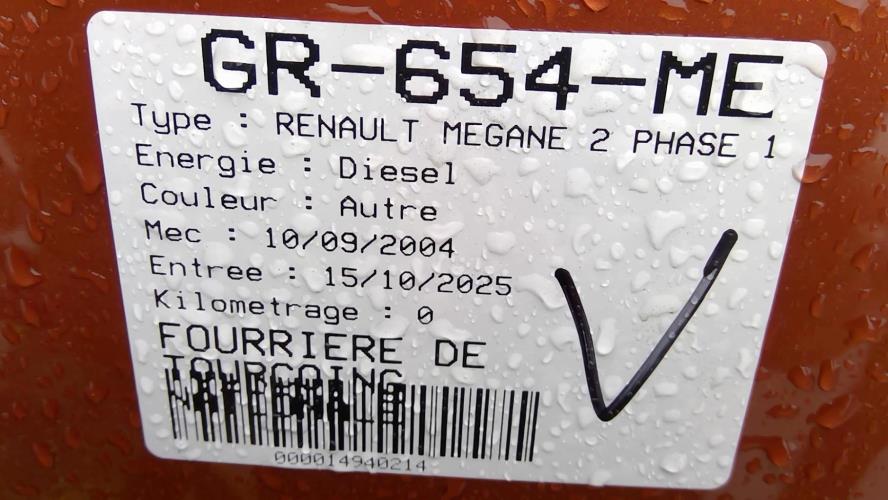 GR-654-ME
Type : RENAULT MEGANE 2 PHASE 1
Energie : Diesel
Couleur : Autre
Mec : 10/09/2004
Entree : 15/10/2025
Kilometrage : 0
FOURRIERE DE
TOURCOING
000014940214
V